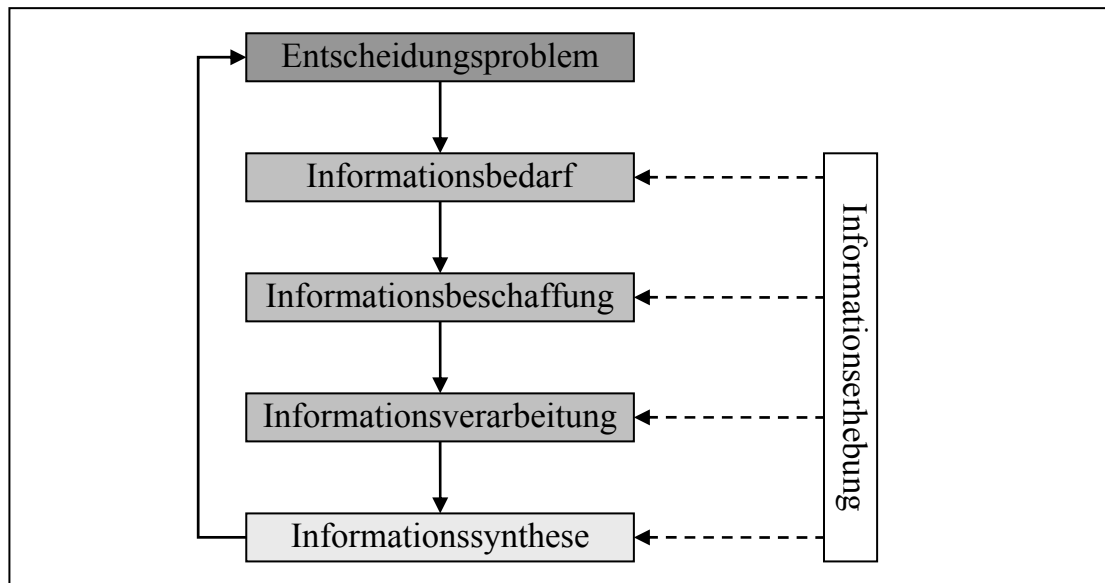 Entscheidungsproblem
Informationsbedarf
Informationsbeschaffung
Informationsverarbeitung
Informationssynthese
Informationserhebung